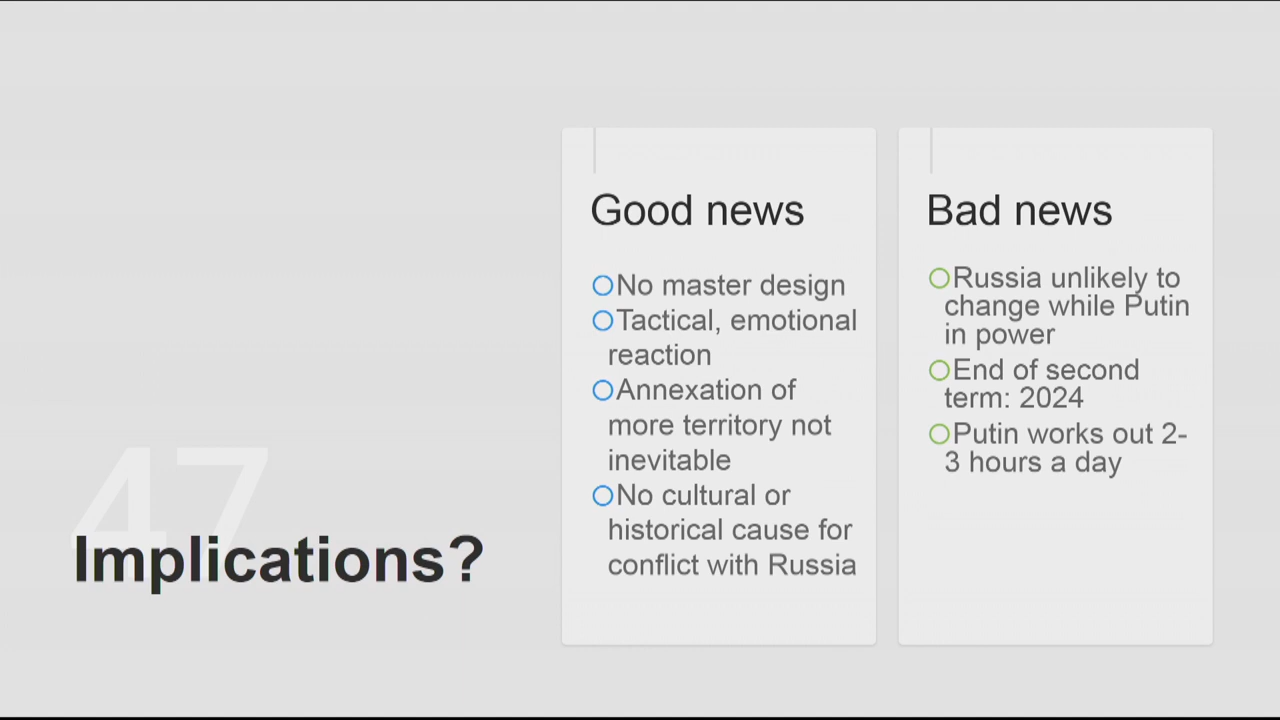 47
Implications?
Good news
No master design
Tactical, emotional
reaction
Annexation of
more territory not
inevitable
No cultural or
historical cause for
conflict with Russia
Bad news
Russia unlikely to
change while Putin
in power
End of second
term: 2024
Putin works out 2-
3 hours a day